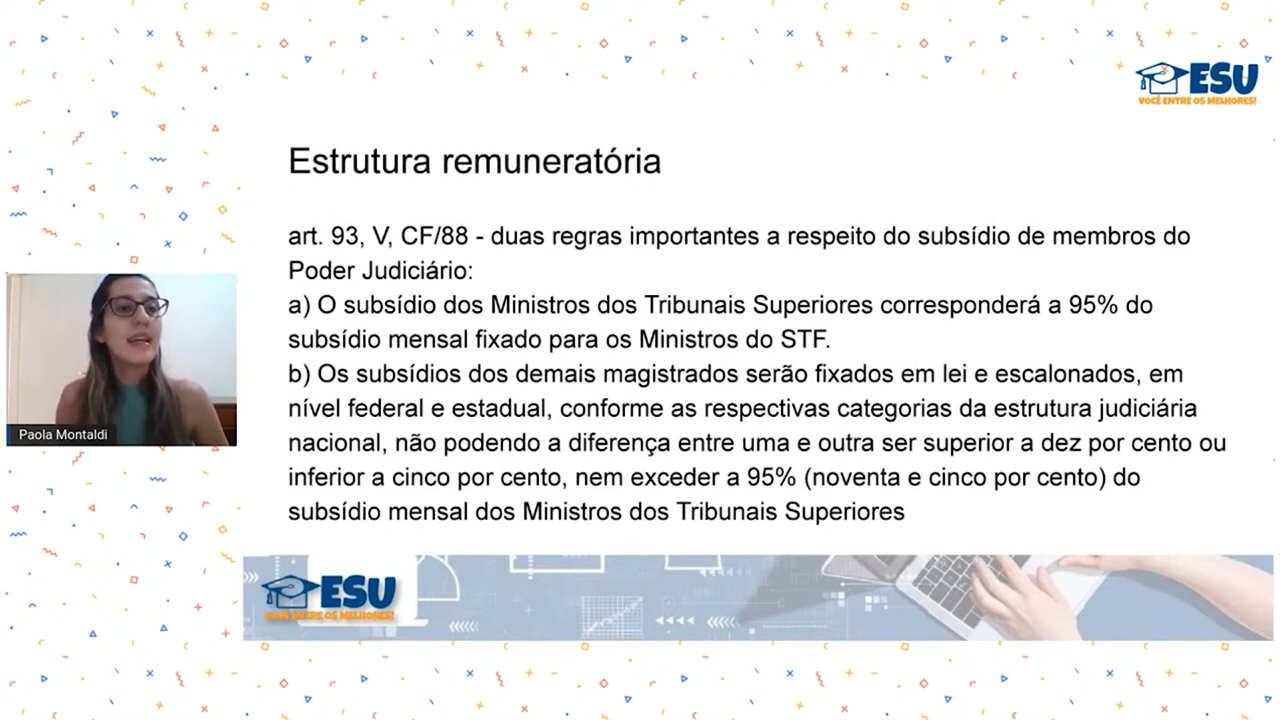 ESU
VOCÊ ENTRE OS MELHORES!
Estrutura remuneratória
art. 93, V, CF/88 - duas regras importantes a respeito do subsídio de membros do
Poder Judiciário:
a) O subsídio dos Ministros dos Tribunais Superiores corresponderá a 95% do
subsídio mensal fixado para os Ministros do STF.
b) Os subsídios dos demais magistrados serão fixados em lei e escalonados, em
nível federal e estadual, conforme as respectivas categorias da estrutura judiciária
nacional, não podendo a diferença entre uma e outra ser superior a dez por cento ou
inferior a cinco por cento, nem exceder a 95% (noventa e cinco por cento) do
subsídio mensal dos Ministros dos Tribunais Superiores
Paola Montaldi
ESU
VOCÊ ENTRE OS MELHORES!